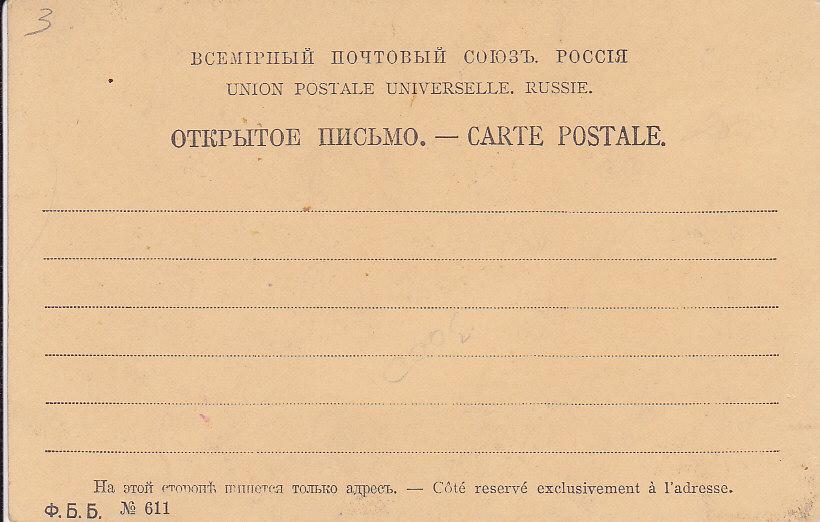 3
ВСЕМІРНЫЙ ПОЧТОВЫЙ СОЮЗЪ. РОССІЯ
UNION POSTALE UNIVERSELLE. RUSSIE.
ОТКРЫТОЕ ПИСЬМО. — CARTE POSTALE.
На этой сторонѣ пишется только адресъ. — Côté reservé exclusivement à l'adresse.
Ф. Б. Б. № 611